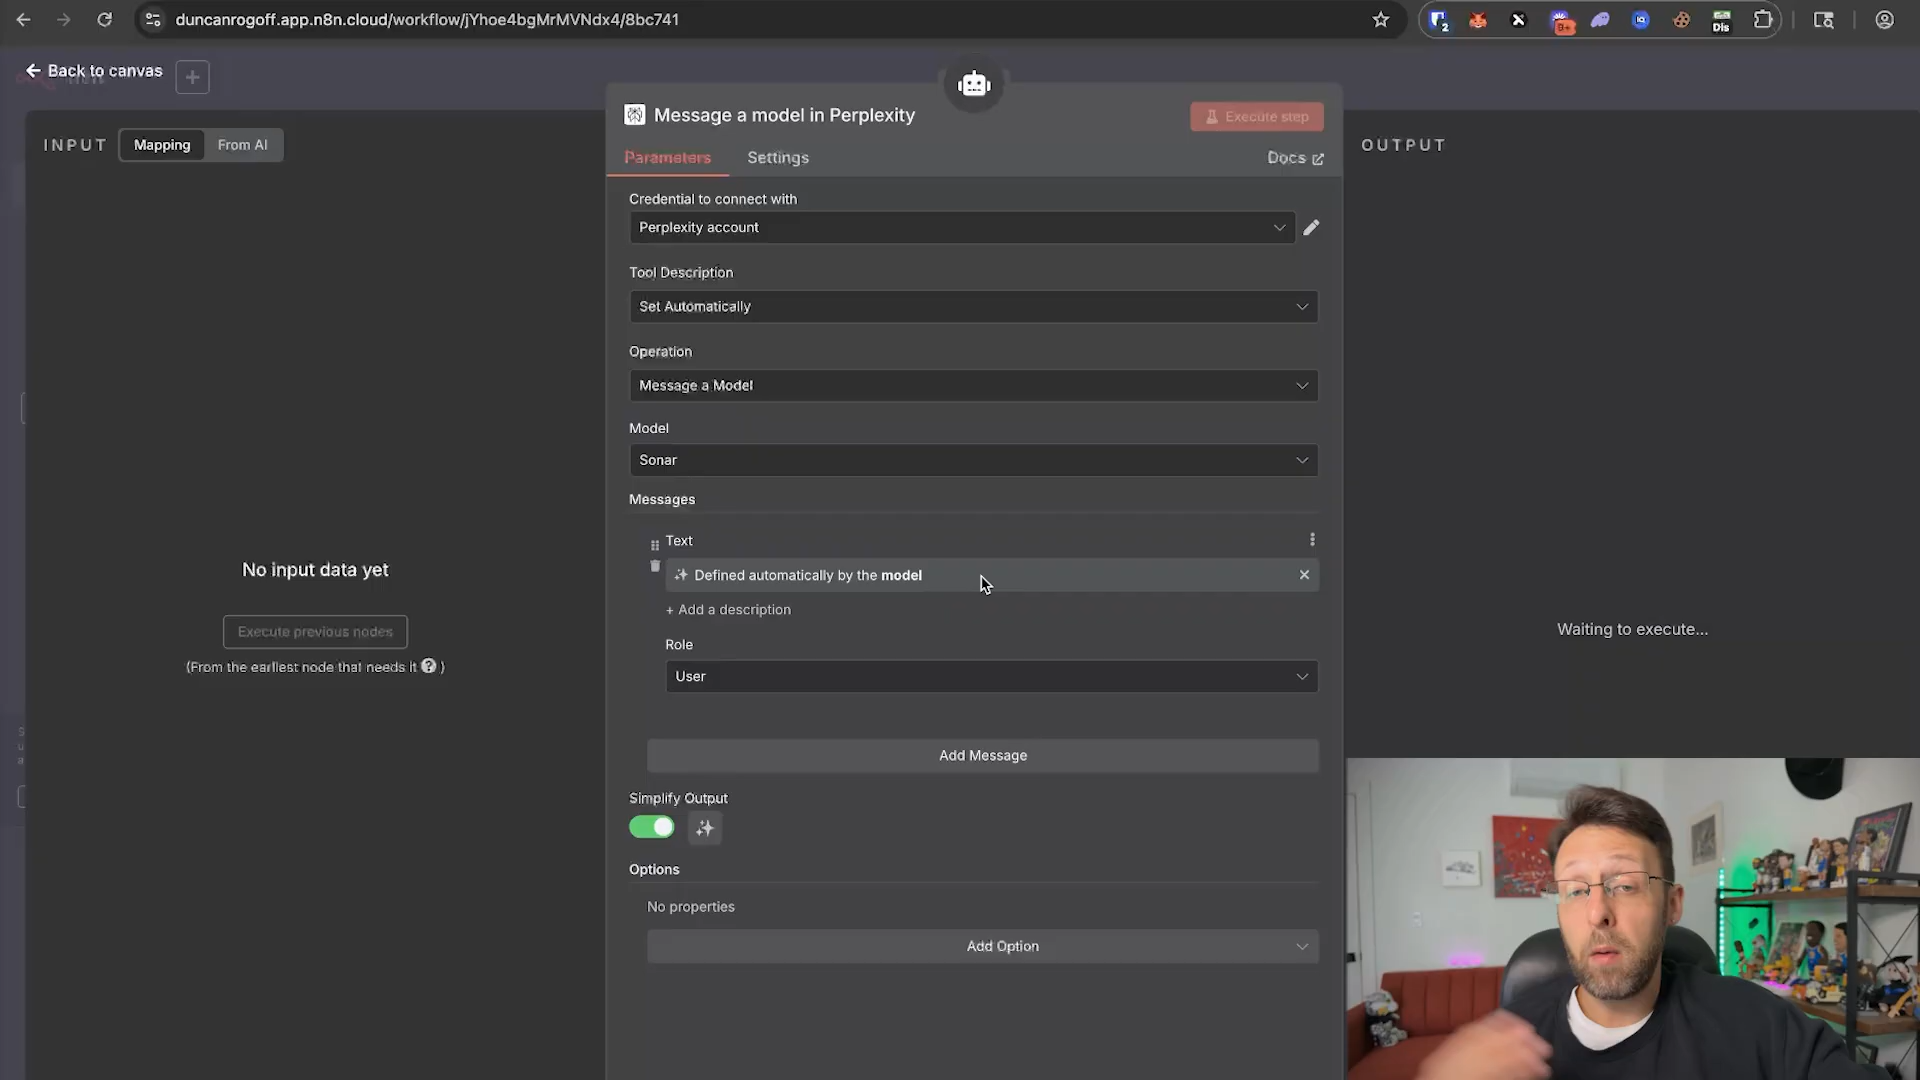 duncanrogoff.app.n8n.cloud/workflow/jYhoe4bgMrMVNdx4/8bc741
2
9+
Dis
Back to canvas
INPUT
Mapping
From AI
Message a model in Perplexity
Execute step
OUTPUT
Parameters
Settings
Docs
Credential to connect with
Perplexity account
Tool Description
Set Automatically
Operation
Message a Model
Model
Sonar
Messages
Text
Defined automatically by the model
+ Add a description
Role
User
No input data yet
Execute previous nodes
(From the earliest node that needs it ? )
Waiting to execute...
Add Message
Simplify Output
Options
No properties
Add Option